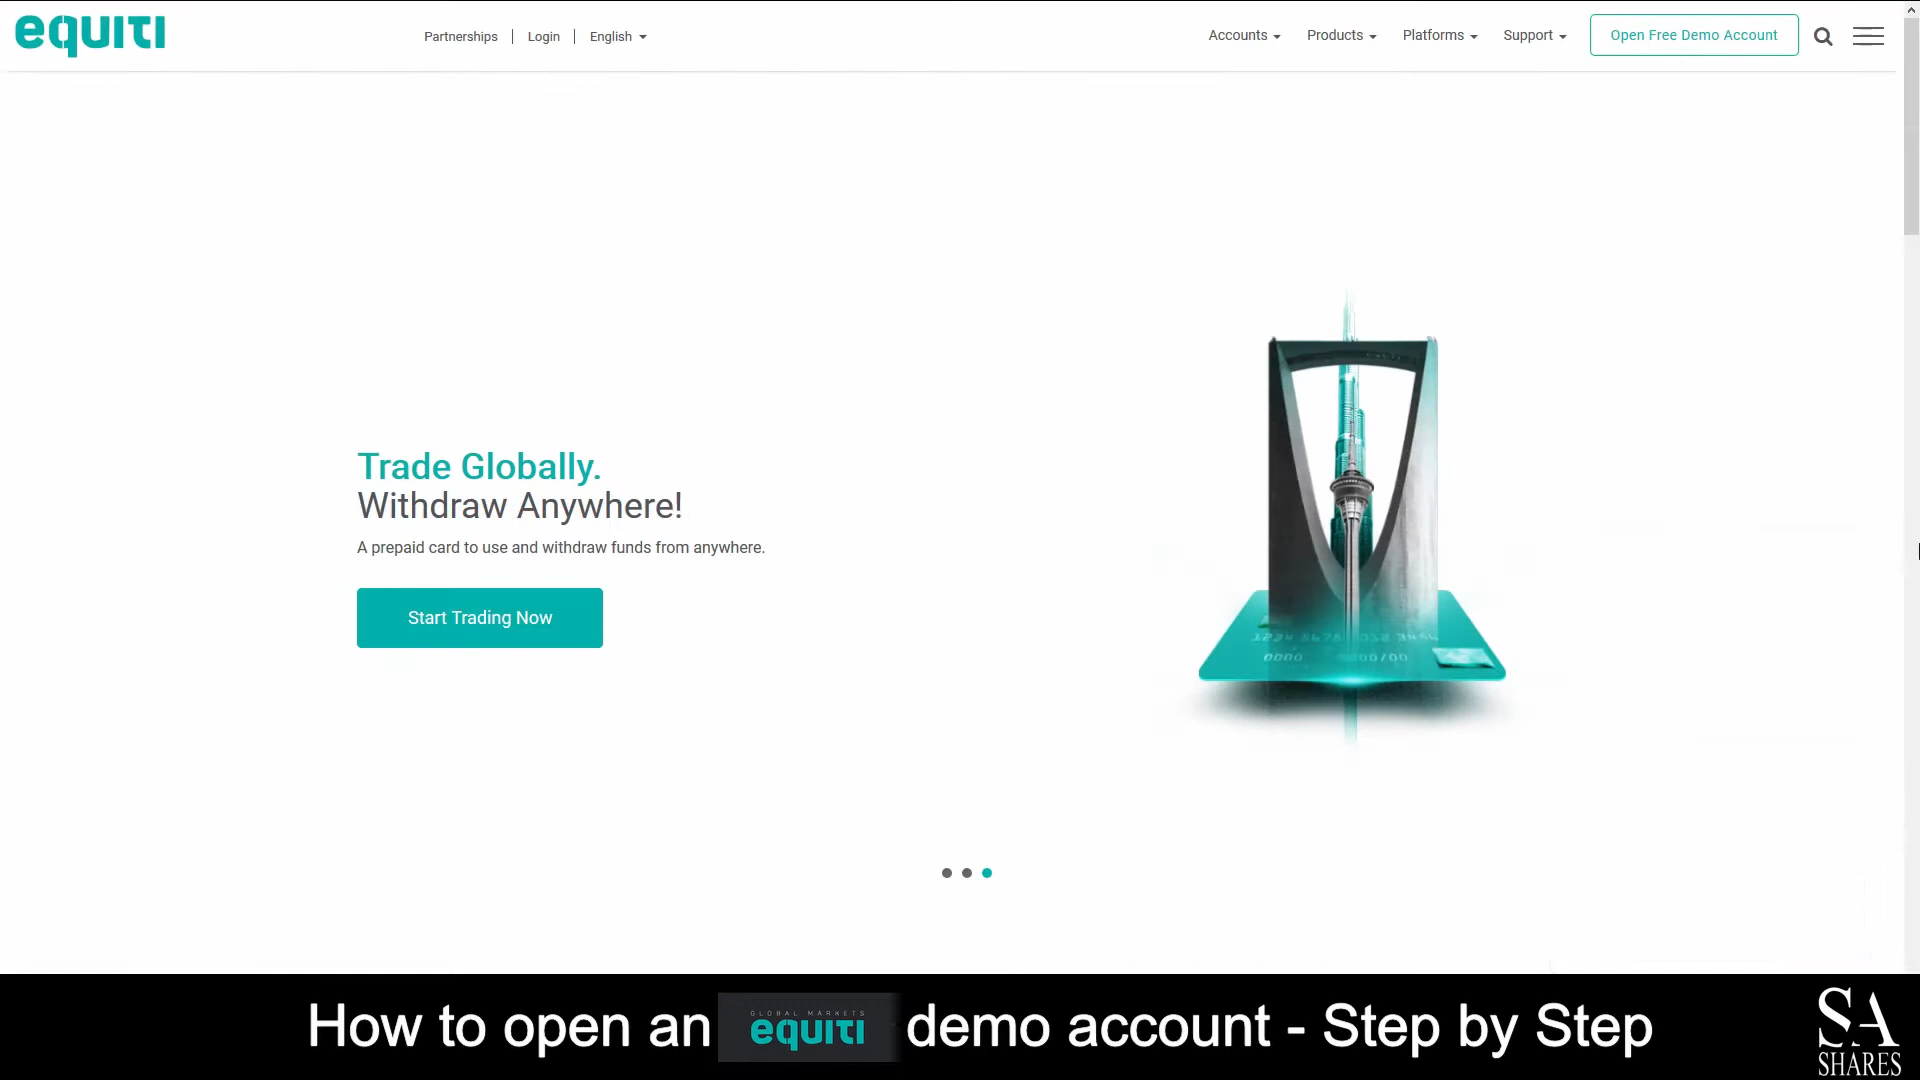 equiti
Partnerships | Login | English
Accounts Products Platforms Support Open Free Demo Account
Trade Globally.
Withdraw Anywhere!
A prepaid card to use and withdraw funds from anywhere.
Start Trading Now
How to open an GLOBAL MARKETS equiti demo account - Step by Step
SA
SHARES